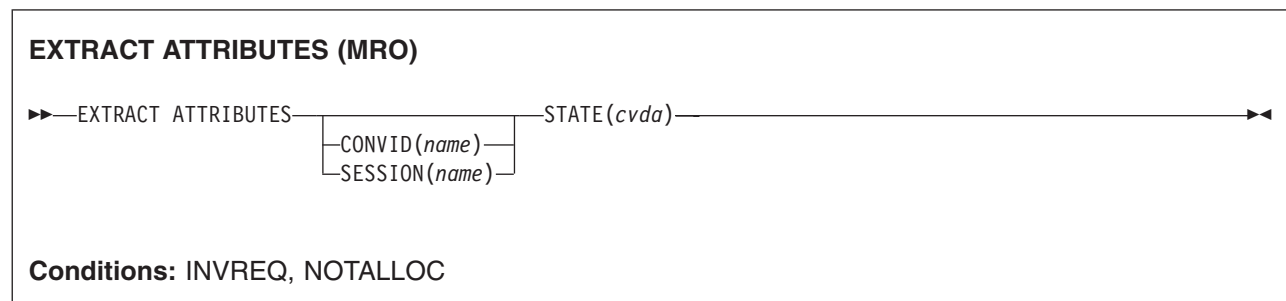 EXTRACT ATTRIBUTES (MRO)
EXTRACT ATTRIBUTES STATE(cvda)
CONVID(name)
SESSION(name)
Conditions: INVREQ, NOTALLOC